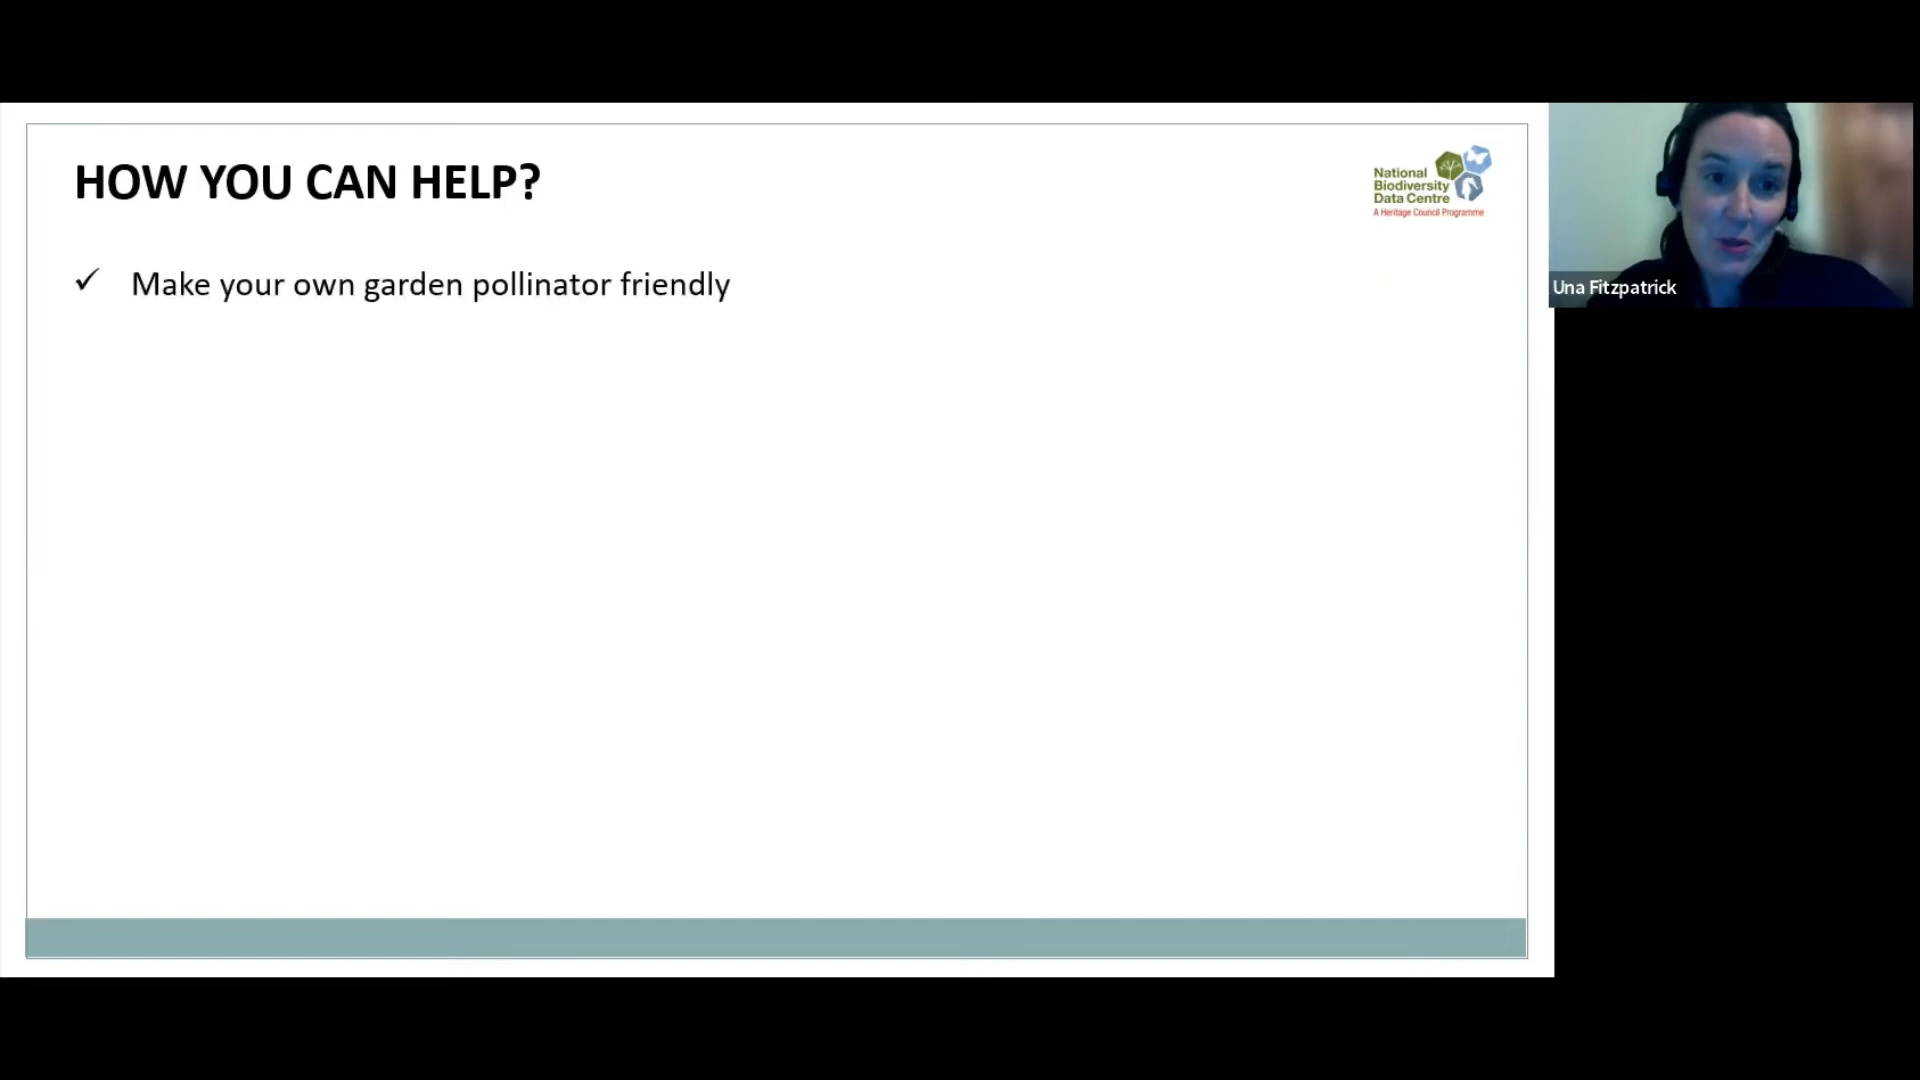 HOW YOU CAN HELP?
National
Biodiversity
Data Centre
A Heritage Council Programme
✓ Make your own garden pollinator friendly
Una Fitzpatrick